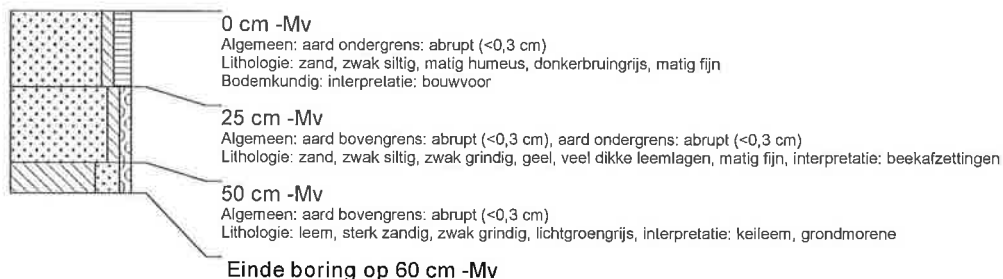 0 cm -Mv
Algemeen: aard ondergrens: abrupt (<0,3 cm)
Lithologie: zand, zwak siltig, matig humeus, donkerbruingrijs, matig fijn
Bodemkundig: interpretatie: bouwvoor
25 cm -Mv
Algemeen: aard bovengrens: abrupt (<0,3 cm), aard ondergrens: abrupt (<0,3 cm)
Lithologie: zand, zwak siltig, zwak grindig, geel, veel dikke leemlagen, matig fijn, interpretatie: beekafzettingen
50 cm -Mv
Algemeen: aard bovengrens: abrupt (<0,3 cm)
Lithologie: leem, sterk zandig, zwak grindig, lichtgroengrijs, interpretatie: keileem, grondmorene
Einde boring op 60 cm -Mv